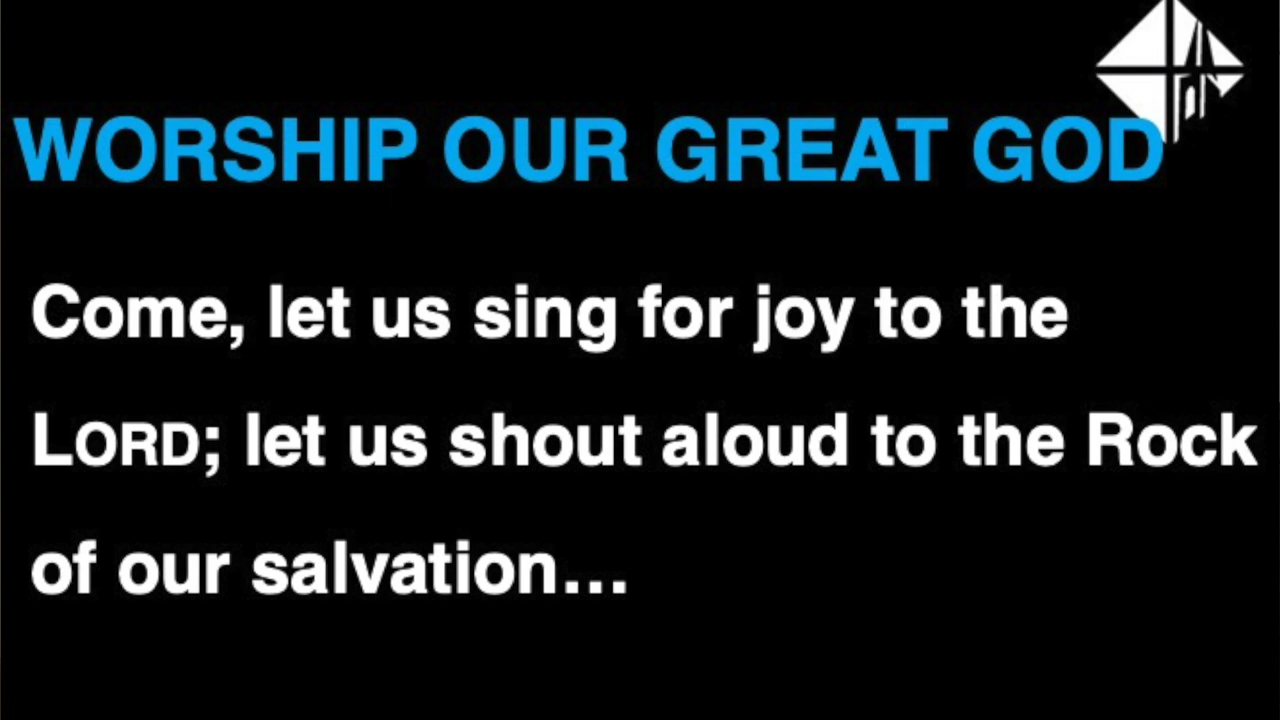 WORSHIP OUR GREAT GOD
Come, let us sing for joy to the
LORD; let us shout aloud to the Rock
of our salvation…